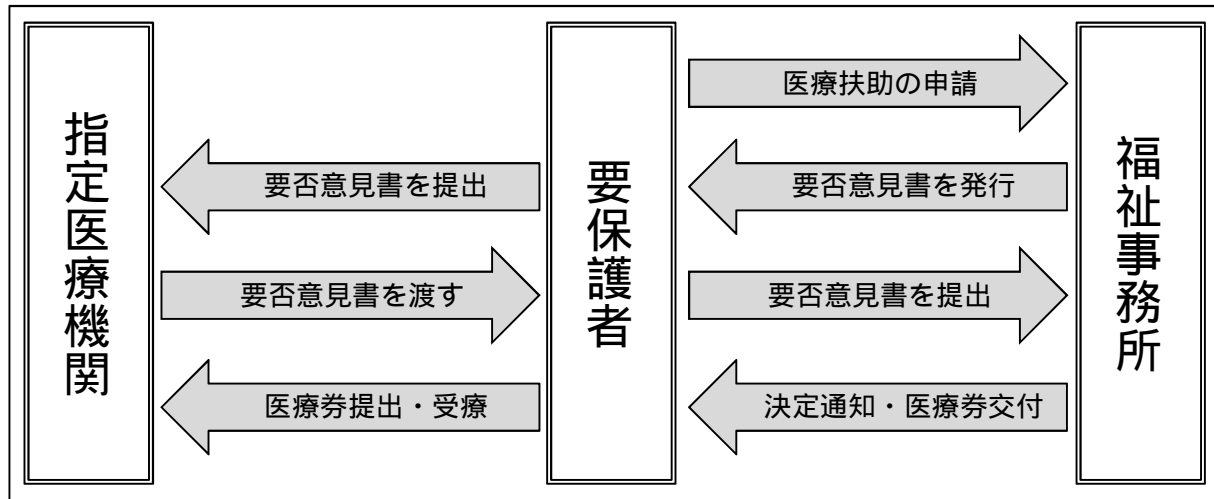 指定医療機関
要保護者
福祉事務所
医療扶助の申請
要否意見書を発行
要否意見書を提出
要否意見書を渡す
要否意見書を提出
決定通知・医療券交付
医療券提出・受療